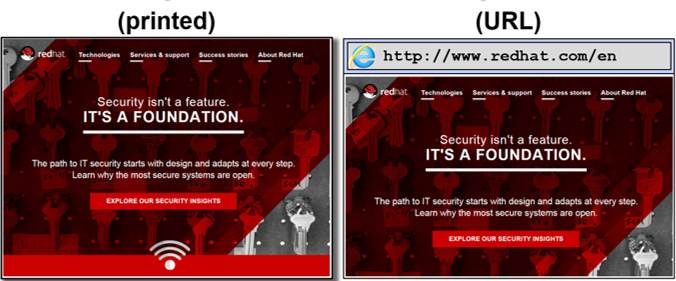 (printed)
(URL)
redhat. Technologies Services & support Success stories About Red Hat
Security isn't a feature.
IT'S A FOUNDATION.
The path to IT security starts with design and adapts at every step.
Learn why the most secure systems are open.
EXPLORE OUR SECURITY INSIGHTS
http://www.redhat.com/en
redhat. Technologies Services & support Success stories About Red Hat
Security isn't a feature.
IT'S A FOUNDATION.
The path to IT security starts with design and adapts at every step.
Learn why the most secure systems are open.
EXPLORE OUR SECURITY INSIGHTS